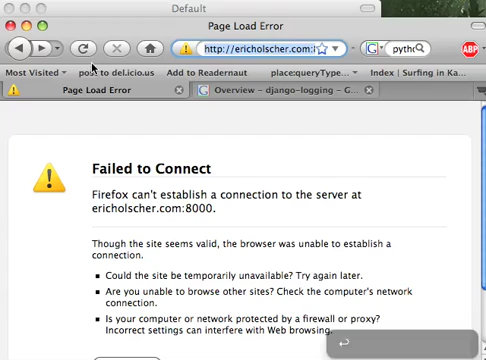 Default
Page Load Error
http://ericholscher.com:
pytho
ABP
Most Visited
post to del.icio.us
Add to Readernaut
place:queryType...
Index | Surfing in Ka...
Page Load Error
Overview - django-logging - G...
Failed to Connect
Firefox can't establish a connection to the server at
ericholscher.com:8000.
Though the site seems valid, the browser was unable to establish a
connection.
Could the site be temporarily unavailable? Try again later.
Are you unable to browse other sites? Check the computer's network
connection.
Is your computer or network protected by a firewall or proxy?
Incorrect settings can interfere with Web browsing.